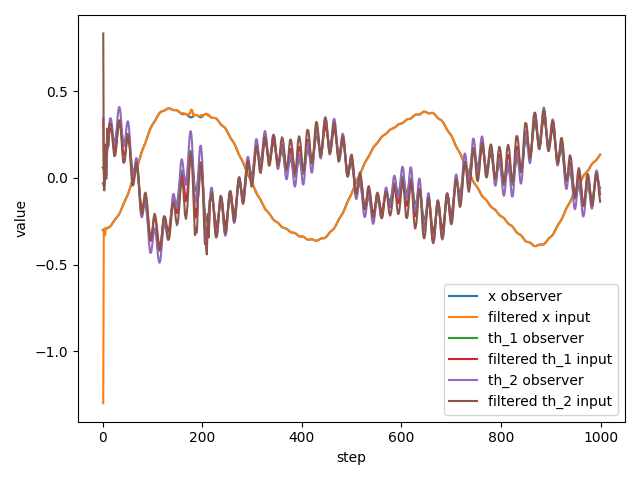 0.5
0.0
−0.5
−1.0
value
0
200
400
600
800
1000
step
x observer
filtered x input
th_1 observer
filtered th_1 input
th_2 observer
filtered th_2 input